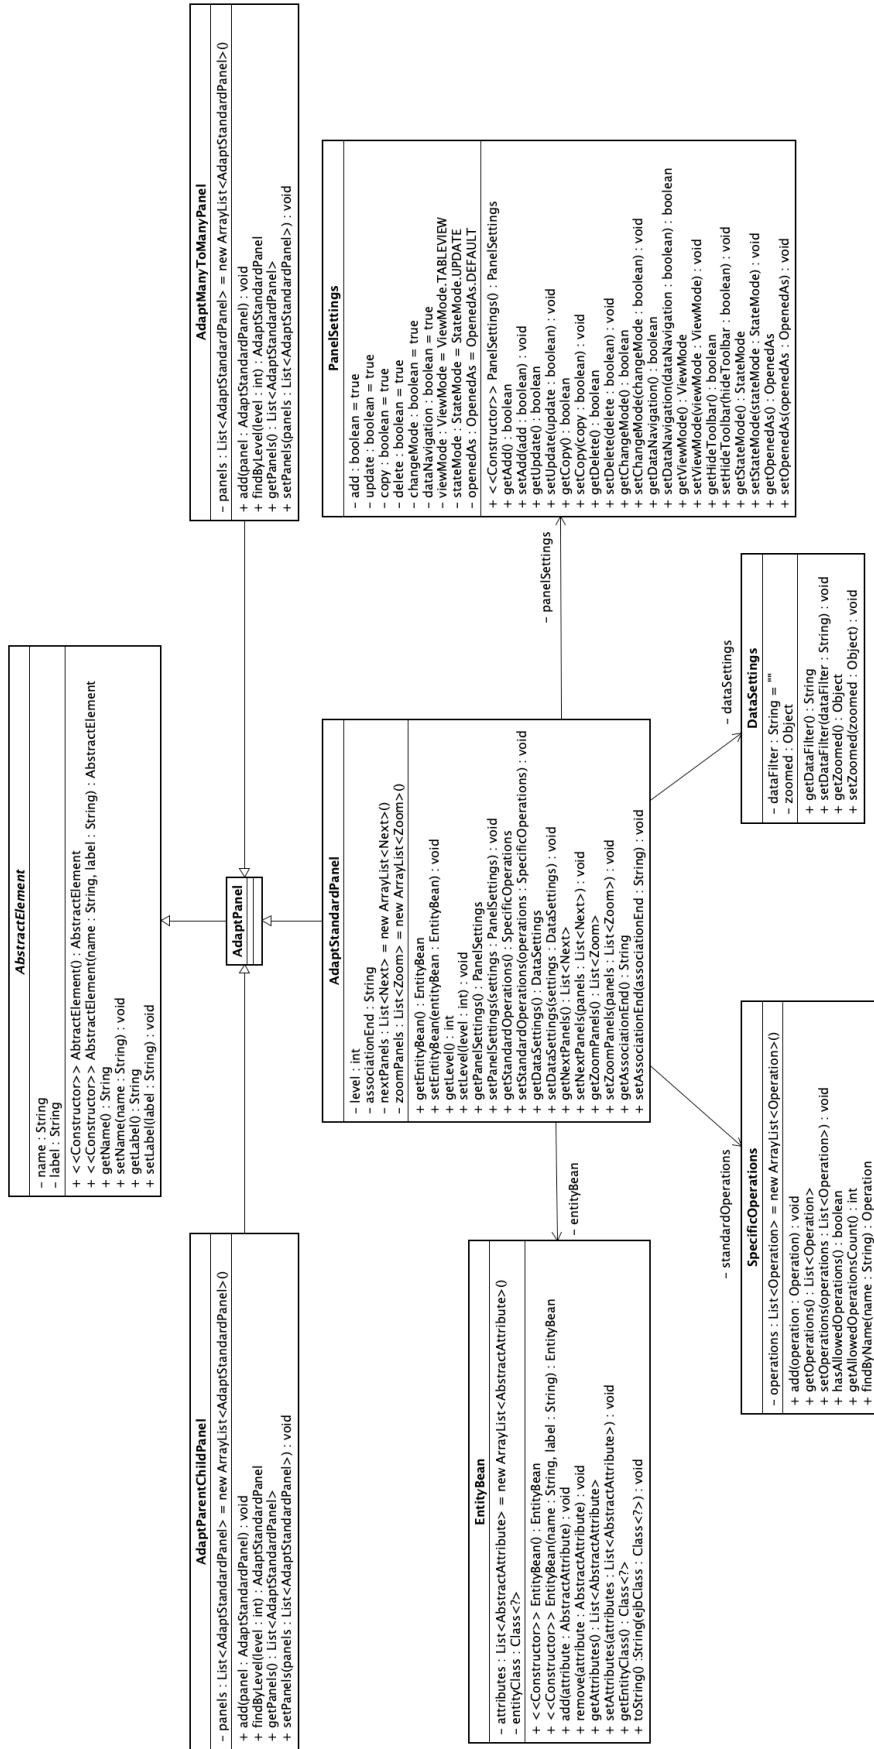 AbstractElement
– name : String
– label : String
+ <<Constructor>> AbtractElement() : AbstractElement
+ <<Constructor>> AbstractElement(name : String, label : String) : AbstractElement
+ getName() : String
+ setName(name : String) : void
+ getLabel() : String
+ setLabel(label : String) : void
AdaptParentChildPanel
– panels : List<AdaptStandardPanel> = new ArrayList<AdaptStandardPanel>()
+ add(panel : AdaptStandardPanel) : void
+ findByLevel(level : int) : AdaptStandardPanel
+ getPanels() : List<AdaptStandardPanel>
+ setPanels(panels : List<AdaptStandardPanel>) : void
AdaptPanel
AdaptManyToManyPanel
– panels : List<AdaptStandardPanel> = new ArrayList<AdaptStandardPanel>()
+ add(panel : AdaptStandardPanel) : void
+ findByLevel(level : int) : AdaptStandardPanel
+ getPanels() : List<AdaptStandardPanel>
+ setPanels(panels : List<AdaptStandardPanel>) : void
AdaptStandardPanel
– level : int
– associationEnd : String
– nextPanels : List<Next> = new ArrayList<Next>()
– zoomPanels : List<Zoom> = new ArrayList<Zoom>()
+ getEntityBean() : EntityBean
+ setEntityBean(entityBean : EntityBean) : void
+ getLevel() : int
+ setLevel(level : int) : void
+ getPanelSettings() : PanelSettings
+ setPanelSettings(settings : PanelSettings) : void
+ getStandardOperations() : SpecificOperations
+ setStandardOperations(operations : SpecificOperations) : void
+ getDataSettings() : DataSettings
+ setDataSettings(settings : DataSettings) : void
+ getNextPanels() : List<Next>
+ setNextPanels(panels : List<Next>) : void
+ getZoomPanels() : List<Zoom>
+ setZoomPanels(panels : List<Zoom>) : void
+ getAssociationEnd() : String
+ setAssociationEnd(associationEnd : String) : void
PanelSettings
– add : boolean = true
– update : boolean = true
– copy : boolean = true
– delete : boolean = true
– changeMode : boolean = true
– dataNavigation : boolean = true
– viewMode : ViewMode = ViewMode.TABLEVIEW
– stateMode : StateMode = StateMode.UPDATE
– openedAs : OpenedAs = OpenedAs.DEFAULT
+ <<Constructor>> PanelSettings() : PanelSettings
+ getAdd() : boolean
+ setAdd(add : boolean) : void
+ getUpdate() : boolean
+ setUpdate(update : boolean) : void
+ getCopy() : boolean
+ setCopy(copy : boolean) : void
+ getDelete() : boolean
+ setDelete(delete : boolean) : void
+ getChangeMode() : boolean
+ setChangeMode(changeMode : boolean) : void
+ getDataNavigation() : boolean
+ setDataNavigation(dataNavigation : boolean) : boolean
+ getViewMode() : ViewMode
+ setViewMode(viewMode : ViewMode) : void
+ getHideToolbar() : boolean
+ setHideToolbar(hideToolbar : boolean) : void
+ getStateMode() : StateMode
+ setStateMode(stateMode : StateMode) : void
+ getOpenedAs() : OpenedAs
+ setOpenedAs(openedAs : OpenedAs) : void
– panelSettings
– entityBean
EntityBean
– attributes : List<AbstractAttribute> = new ArrayList<AbstractAttribute>()
– entityClass : Class<?>
+ <<Constructor>> EntityBean() : EntityBean
+ <<Constructor>> EntityBean(name : String, label : String) : EntityBean
+ add(attribute : AbstractAttribute) : void
+ remove(attribute : AbstractAttribute) : void
+ getAttributes() : List<AbstractAttribute>
+ setAttributes(attributes : List<AbstractAttribute>) : void
+ getEntityClass() : Class<?>
+ toString() :String(ejbClass : Class<?>) : void
– standardOperations
SpecificOperations
– operations : List<Operation> = new ArrayList<Operation>()
+ add(operation : Operation) : void
+ getOperations() : List<Operation>
+ setOperations(operations : List<Operation>) : void
+ hasAllowedOperations() : boolean
+ getAllowedOperationsCount() : int
+ findByName(name : String) : Operation
– dataSettings
DataSettings
– dataFilter : String = ""
– zoomed : Object
+ getDataFilter() : String
+ setDataFilter(dataFilter : String) : void
+ getZoomed() : Object
+ setZoomed(zoomed : Object) : void